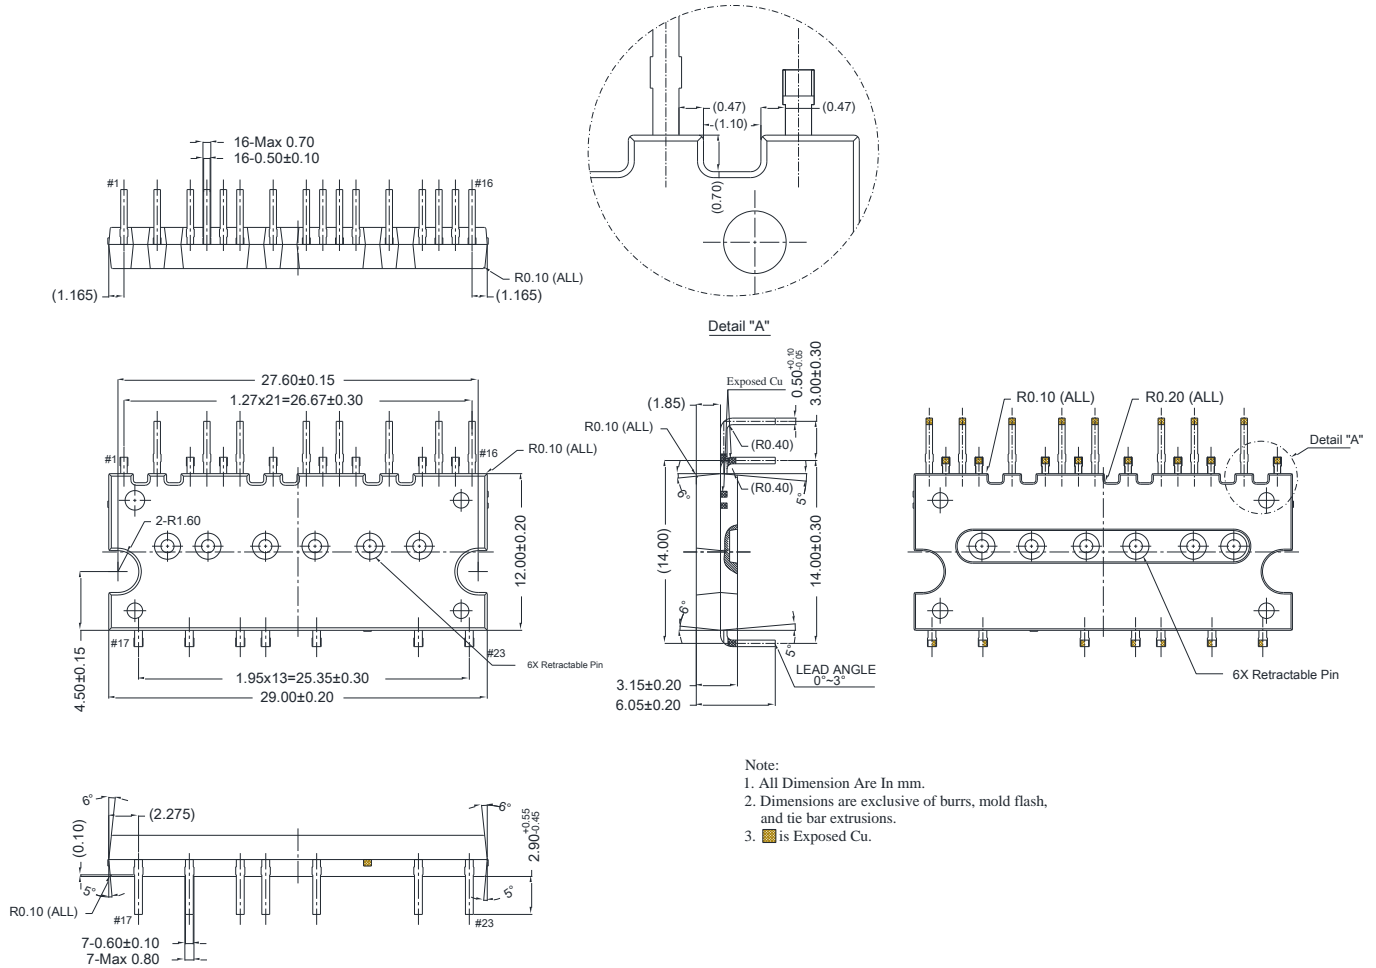 16-Max 0.70
16-0.50±0.10
#1
#16
R0.10 (ALL)
(1.165)
(1.165)
(0.47)
(0.47)
(1.10)
(0.70)
Detail "A"
27.60±0.15
1.27x21=26.67±0.30
#1
#16
R0.10 (ALL)
2-R1.60
12.00±0.20
4.50±0.15
#17
#23
6X Retractable Pin
1.95x13=25.35±0.30
29.00±0.20
Exposed Cu
0.50+0.10-0.05
3.00±0.30
(1.85)
R0.10 (ALL)
(R0.40)
(R0.40)
6°
5°
(14.00)
14.00±0.30
6°
5°
LEAD ANGLE
0°~3°
3.15±0.20
6.05±0.20
R0.10 (ALL)
R0.20 (ALL)
Detail "A"
6X Retractable Pin
6°
(2.275)
6°
(0.10)
2.90+0.55-0.45
5°
5°
R0.10 (ALL)
#17
#23
7-0.60±0.10
7-Max 0.80
Note:
1. All Dimension Are In mm.
2. Dimensions are exclusive of burrs, mold flash,
and tie bar extrusions.
3. is Exposed Cu.